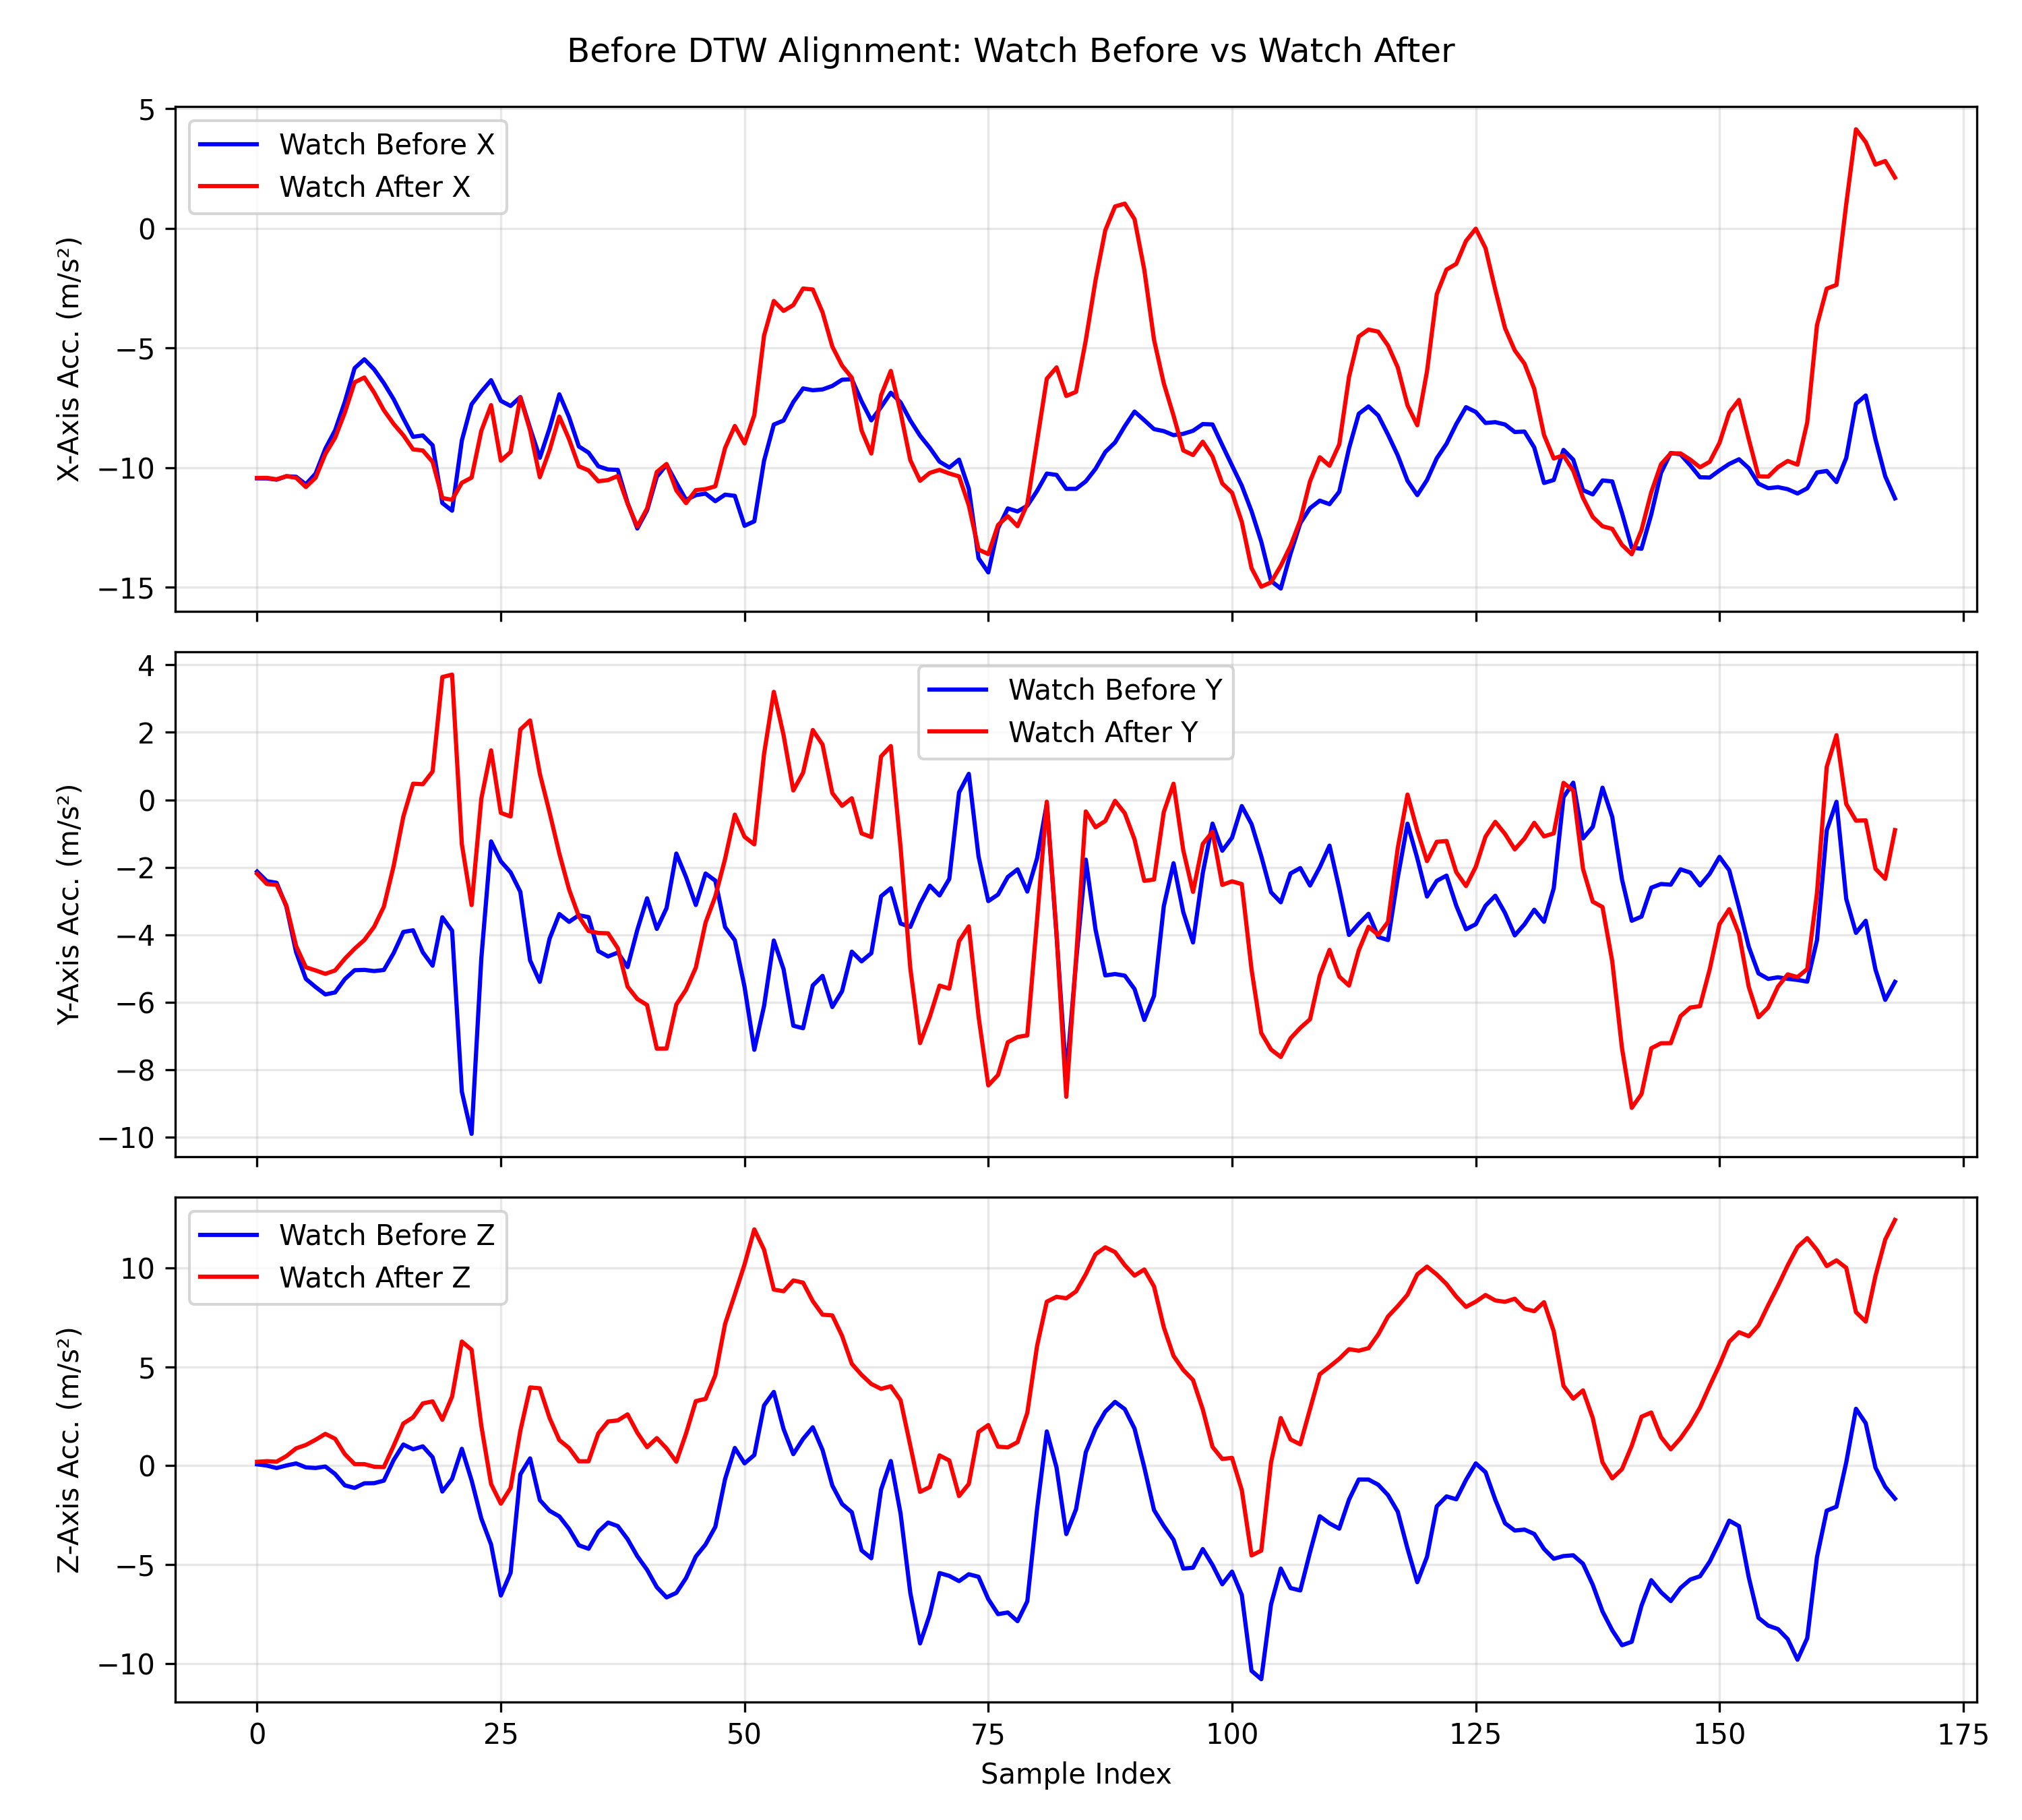 Before DTW Alignment: Watch Before vs Watch After
5
0
−5
−10
−15
X-Axis Acc. (m/s²)
Watch Before X
Watch After X
4
2
0
−2
−4
−6
−8
−10
Y-Axis Acc. (m/s²)
Watch Before Y
Watch After Y
10
5
0
−5
−10
Z-Axis Acc. (m/s²)
Watch Before Z
Watch After Z
0 25 50 75 100 125 150 175
Sample Index